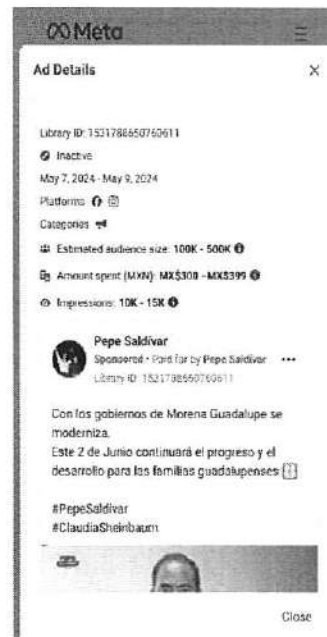 Meta
Ad Details
Library ID: 1521788650760611
Inactive
May 7, 2024 - May 9, 2024
Platforms
Categories
Estimated audience size: 100K - 500K
Amount spent (MXN): MX$300 - MX$399
Impressions: 10K - 15K
Pepe Saldívar
Sponsored • Paid for by Pepe Saldívar
Library ID: 1521788650760611
Con los gobiernos de Morena Guadalupe se
moderniza.
Este 2 de Junio continuará el progreso y el
desarrollo para las familias guadalupenses
#PepeSaldívar
#ClaudiaSheinbaum
Close